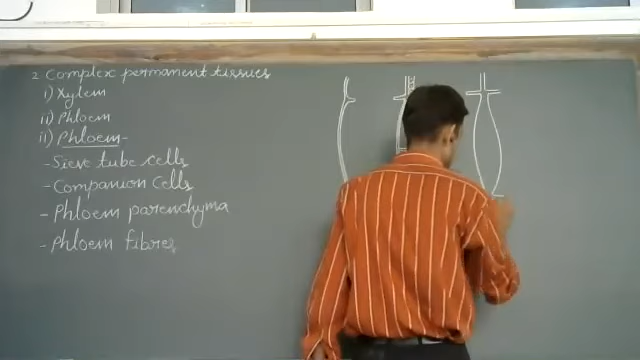 2. Complex permanent tissues
i) Xylem
ii) Phloem
ii) Phloem-
- Sieve tube cells
- Companion Cells
- Phloem parenchyma
- Phloem fibres